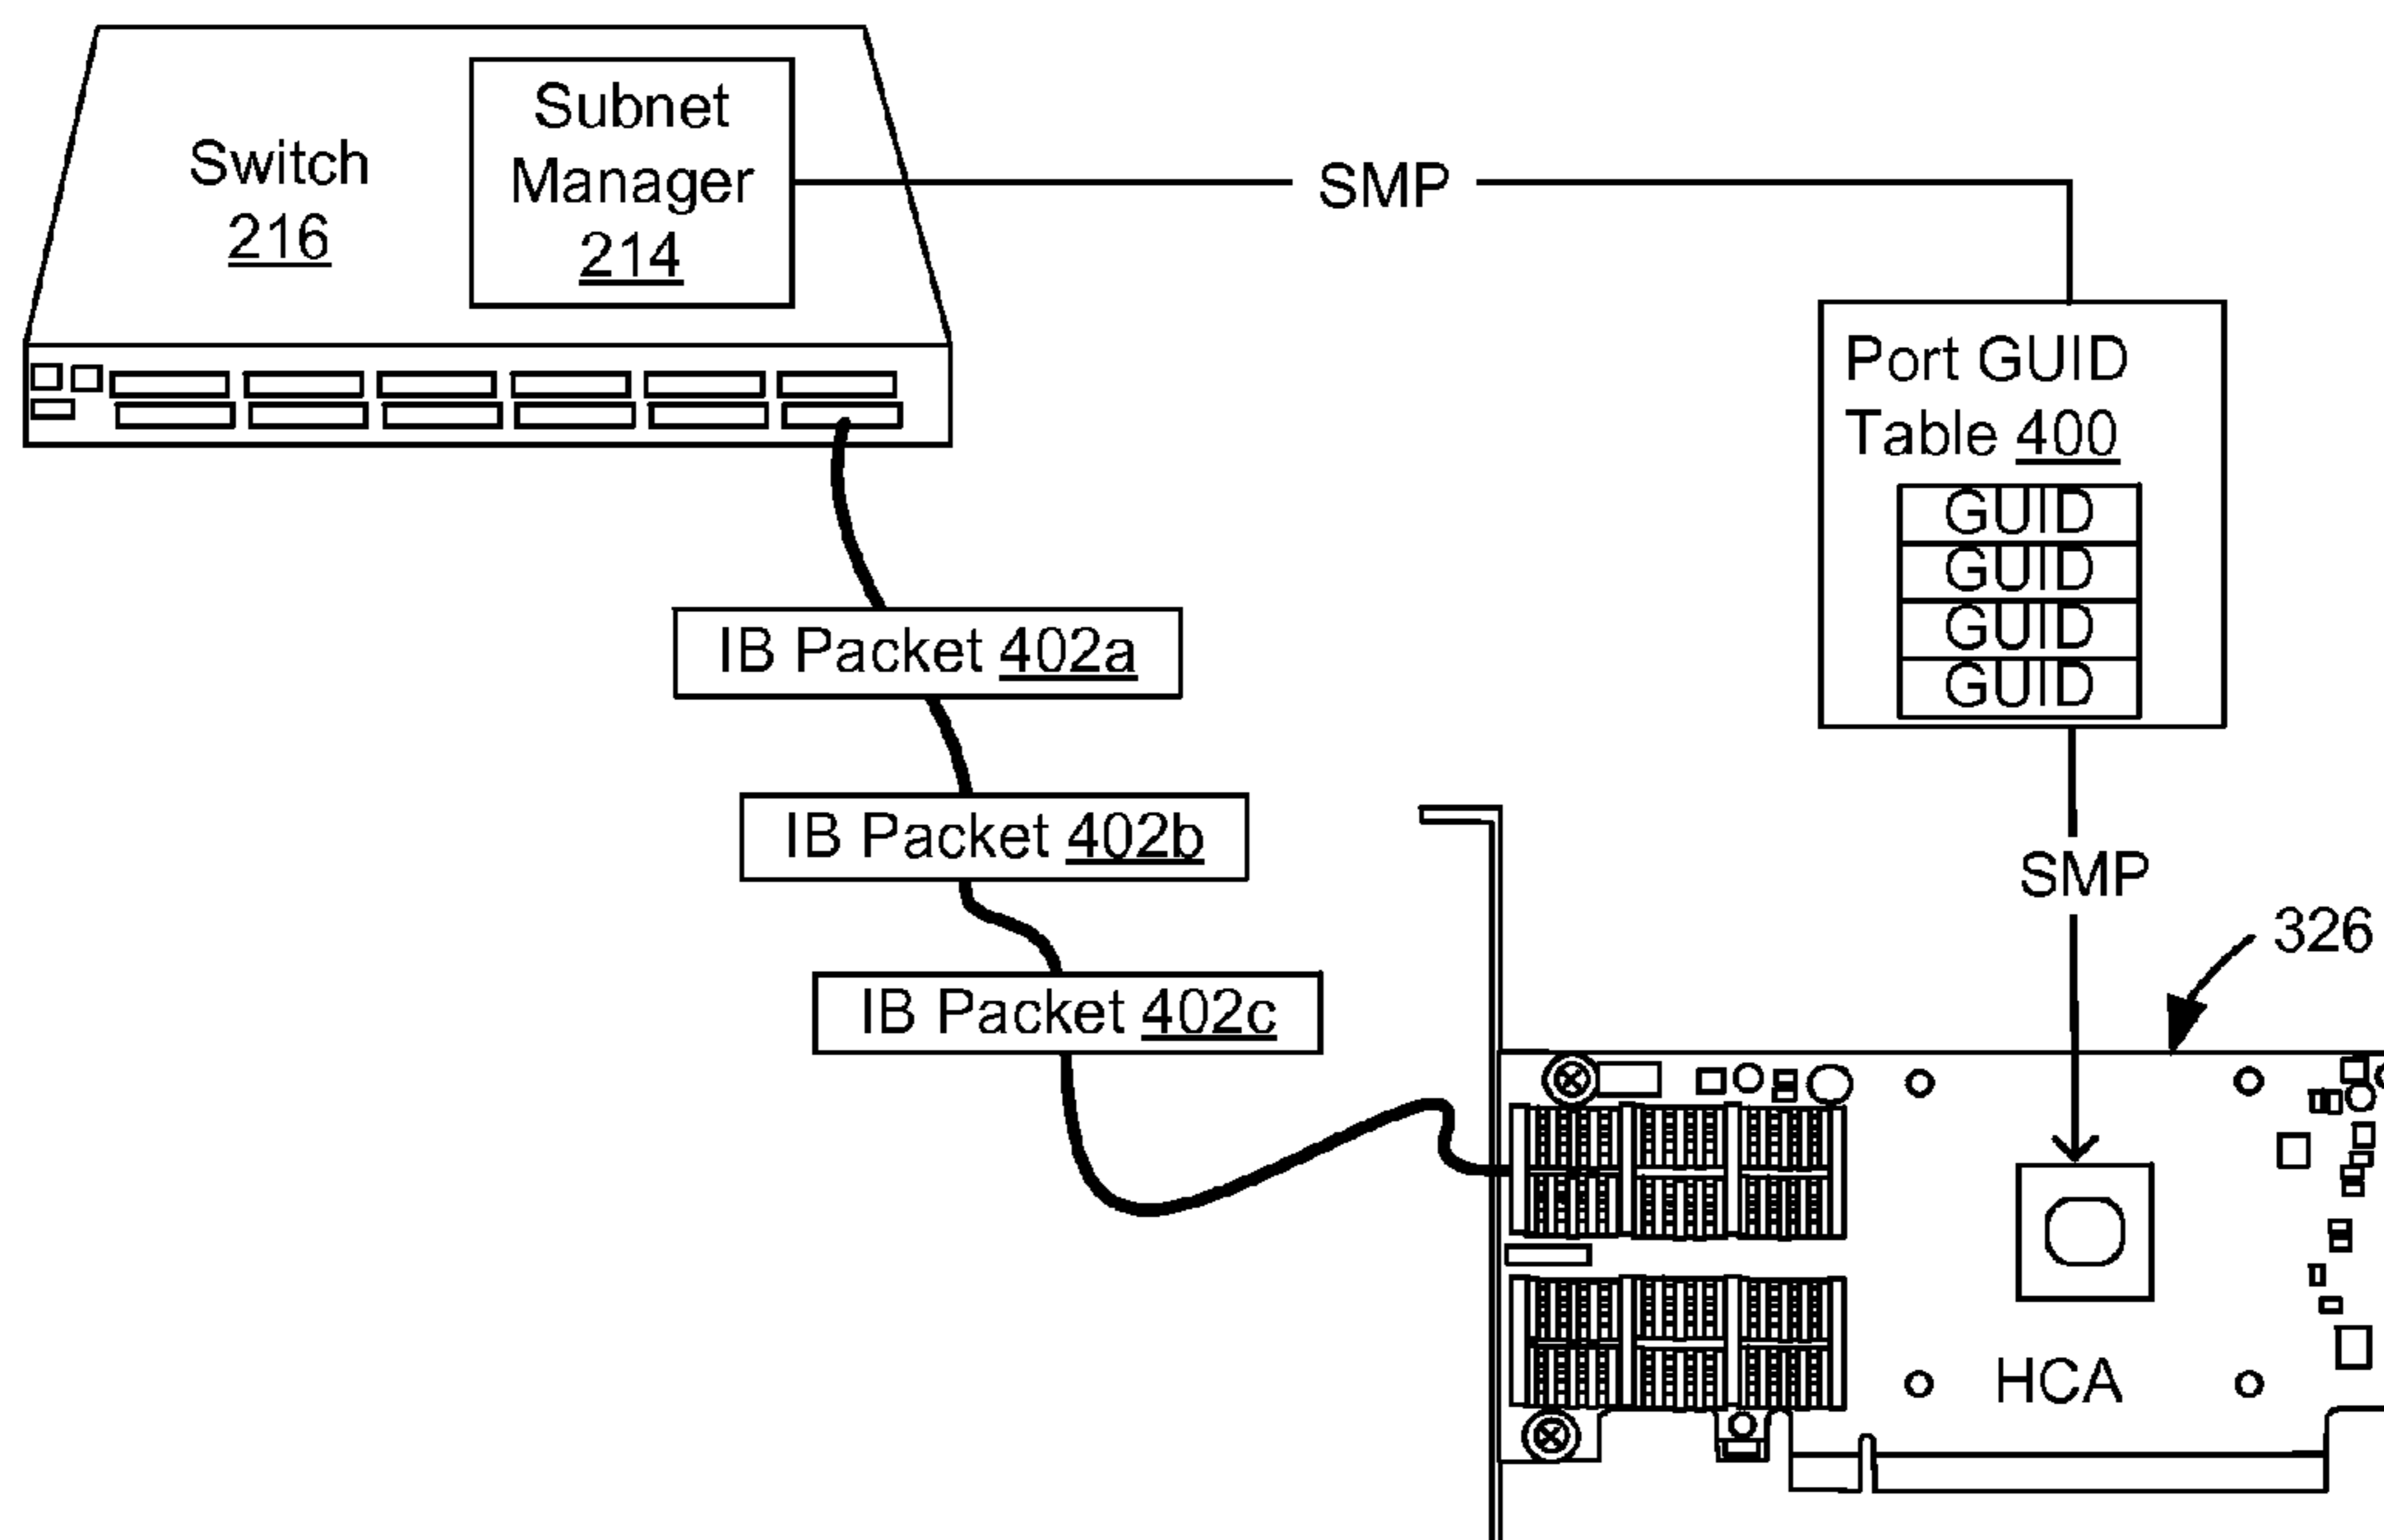 Switch
216
Subnet
Manager
214
SMP
Port GUID
Table 400
GUID
GUID
GUID
GUID
IB Packet 402a
IB Packet 402b
IB Packet 402c
SMP
326
HCA